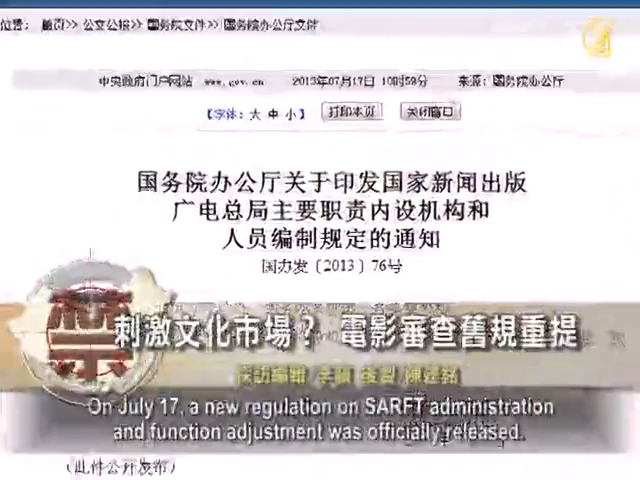 位置： 首页>> 公文公报>> 国务院文件>> 国务院办公厅文件
中央政府门户网站 www.gov.cn 2013年07月17日 10时59分 来源：国务院办公厅
【字体：大 中 小】 打印本页 关闭窗口
国务院办公厅关于印发国家新闻出版
广电总局主要职责内设机构和
人员编制规定的通知
国办发〔2013〕76号
禁
刺激文化市場？ 電影審查舊規重提
On July 17, a new regulation on SARFT administration
and function adjustment was officially released.
（此件公开发布）